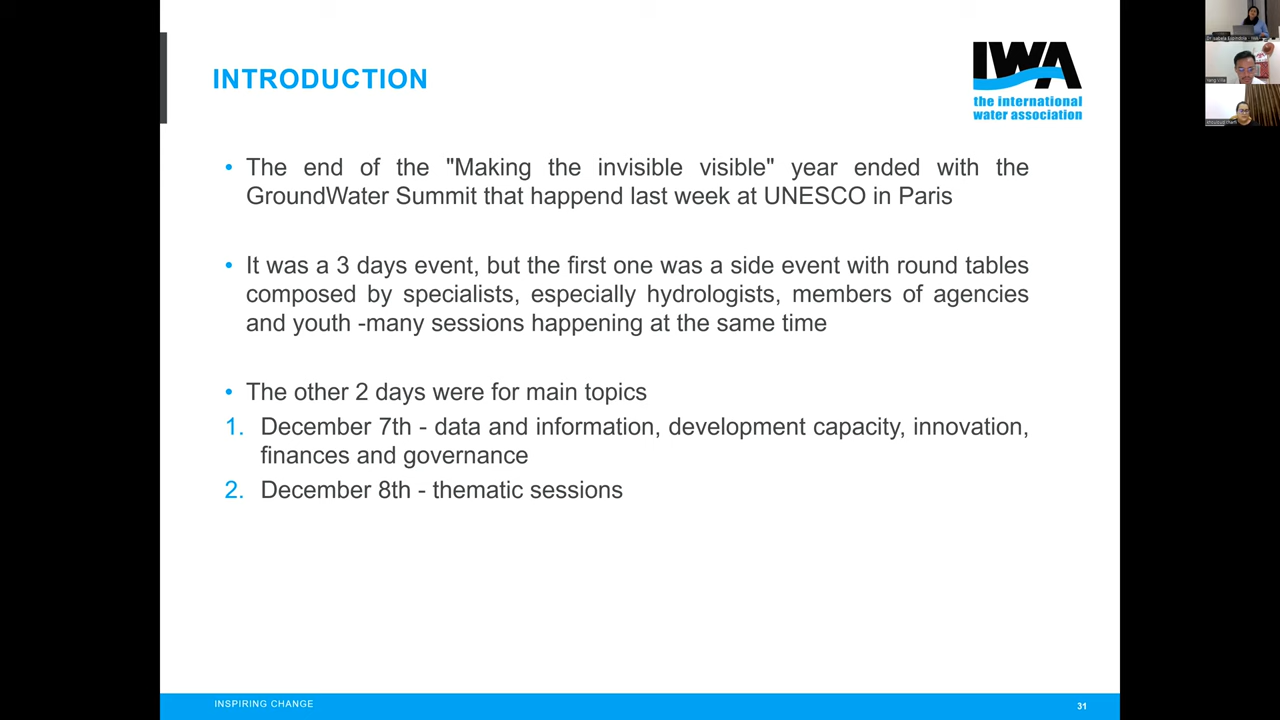 INTRODUCTION
IWA
the international
water association
• The end of the "Making the invisible visible" year ended with the
GroundWater Summit that happend last week at UNESCO in Paris
• It was a 3 days event, but the first one was a side event with round tables
composed by specialists, especially hydrologists, members of agencies
and youth -many sessions happening at the same time
• The other 2 days were for main topics
1. December 7th - data and information, development capacity, innovation,
finances and governance
2. December 8th - thematic sessions
INSPIRING CHANGE
31